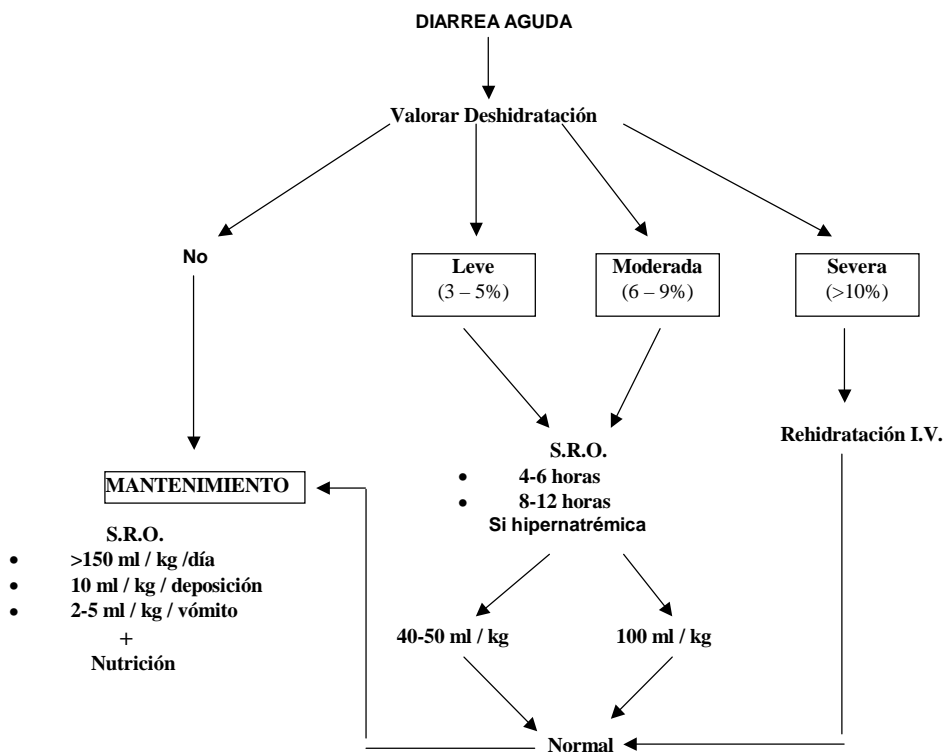 DIARREA AGUDA
Valorar Deshidratación
No
Leve
(3 – 5%)
Moderada
(6 – 9%)
Severa
(>10%)
Rehidratación I.V.
S.R.O.
• 4-6 horas
• 8-12 horas
Si hipernatrémica
MANTENIMIENTO
S.R.O.
• >150 ml / kg /día
• 10 ml / kg / deposición
• 2-5 ml / kg / vómito
+
Nutrición
40-50 ml / kg
100 ml / kg
Normal